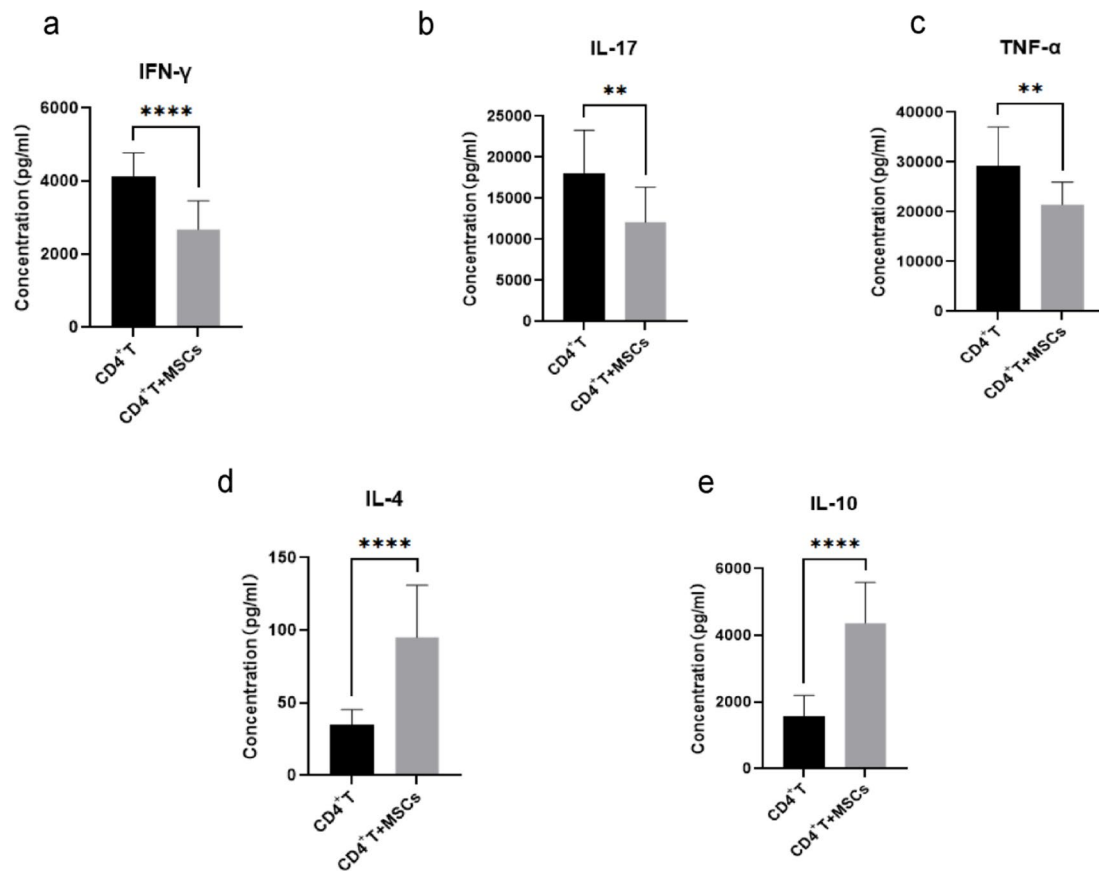 a
IFN-γ
****
Concentration (pg/ml)
6000
4000
2000
0
CD4⁺T
CD4⁺T+MSCs
b
IL-17
**
Concentration (pg/ml)
25000
20000
15000
10000
5000
0
CD4⁺T
CD4⁺T+MSCs
c
TNF-α
**
Concentration (pg/ml)
40000
30000
20000
10000
0
CD4⁺T
CD4⁺T+MSCs
d
IL-4
****
Concentration (pg/ml)
150
100
50
0
CD4⁺T
CD4⁺T+MSCs
e
IL-10
****
Concentration (pg/ml)
6000
4000
2000
0
CD4⁺T
CD4⁺T+MSCs